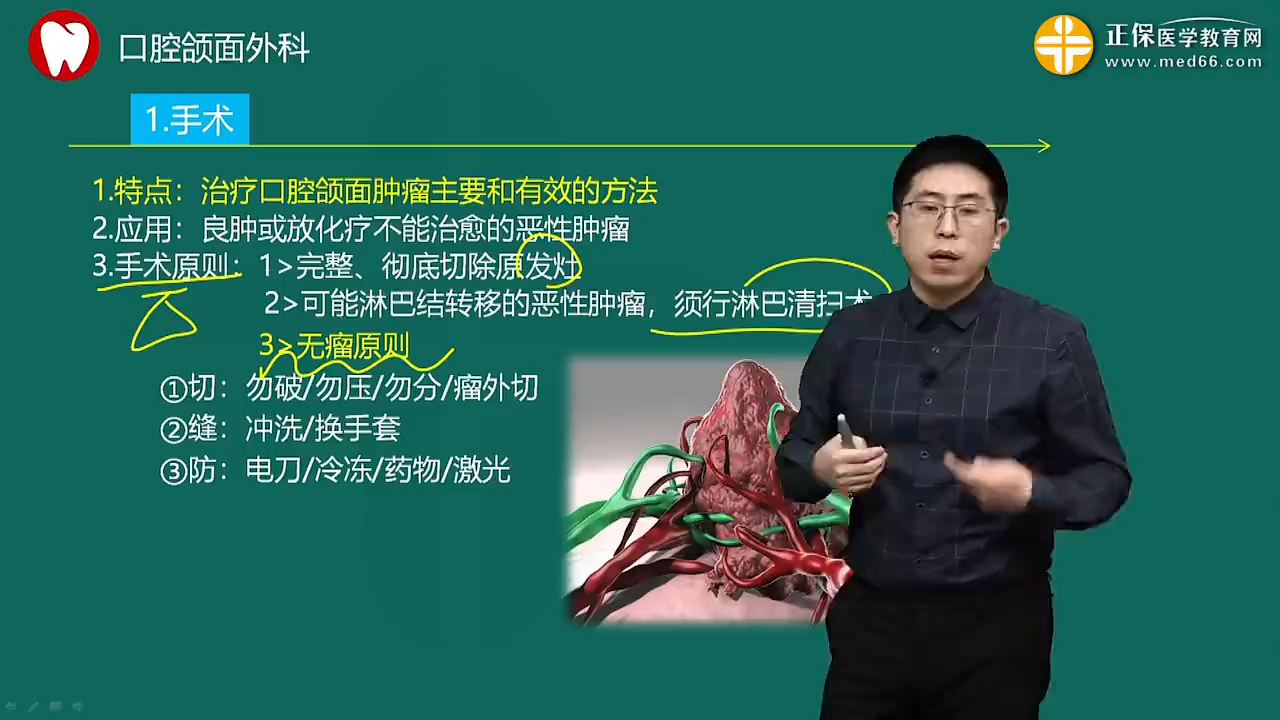 口腔颌面外科
正保医学教育网
www.med66.com
1.手术
1.特点：治疗口腔颌面肿瘤主要和有效的方法
2.应用：良肿或放化疗不能治愈的恶性肿瘤
3.手术原则：1>完整、彻底切除原发灶
2>可能淋巴结转移的恶性肿瘤，须行淋巴清扫术
3>无瘤原则
①切：勿破/勿压/勿分/瘤外切
②缝：冲洗/换手套
③防：电刀/冷冻/药物/激光